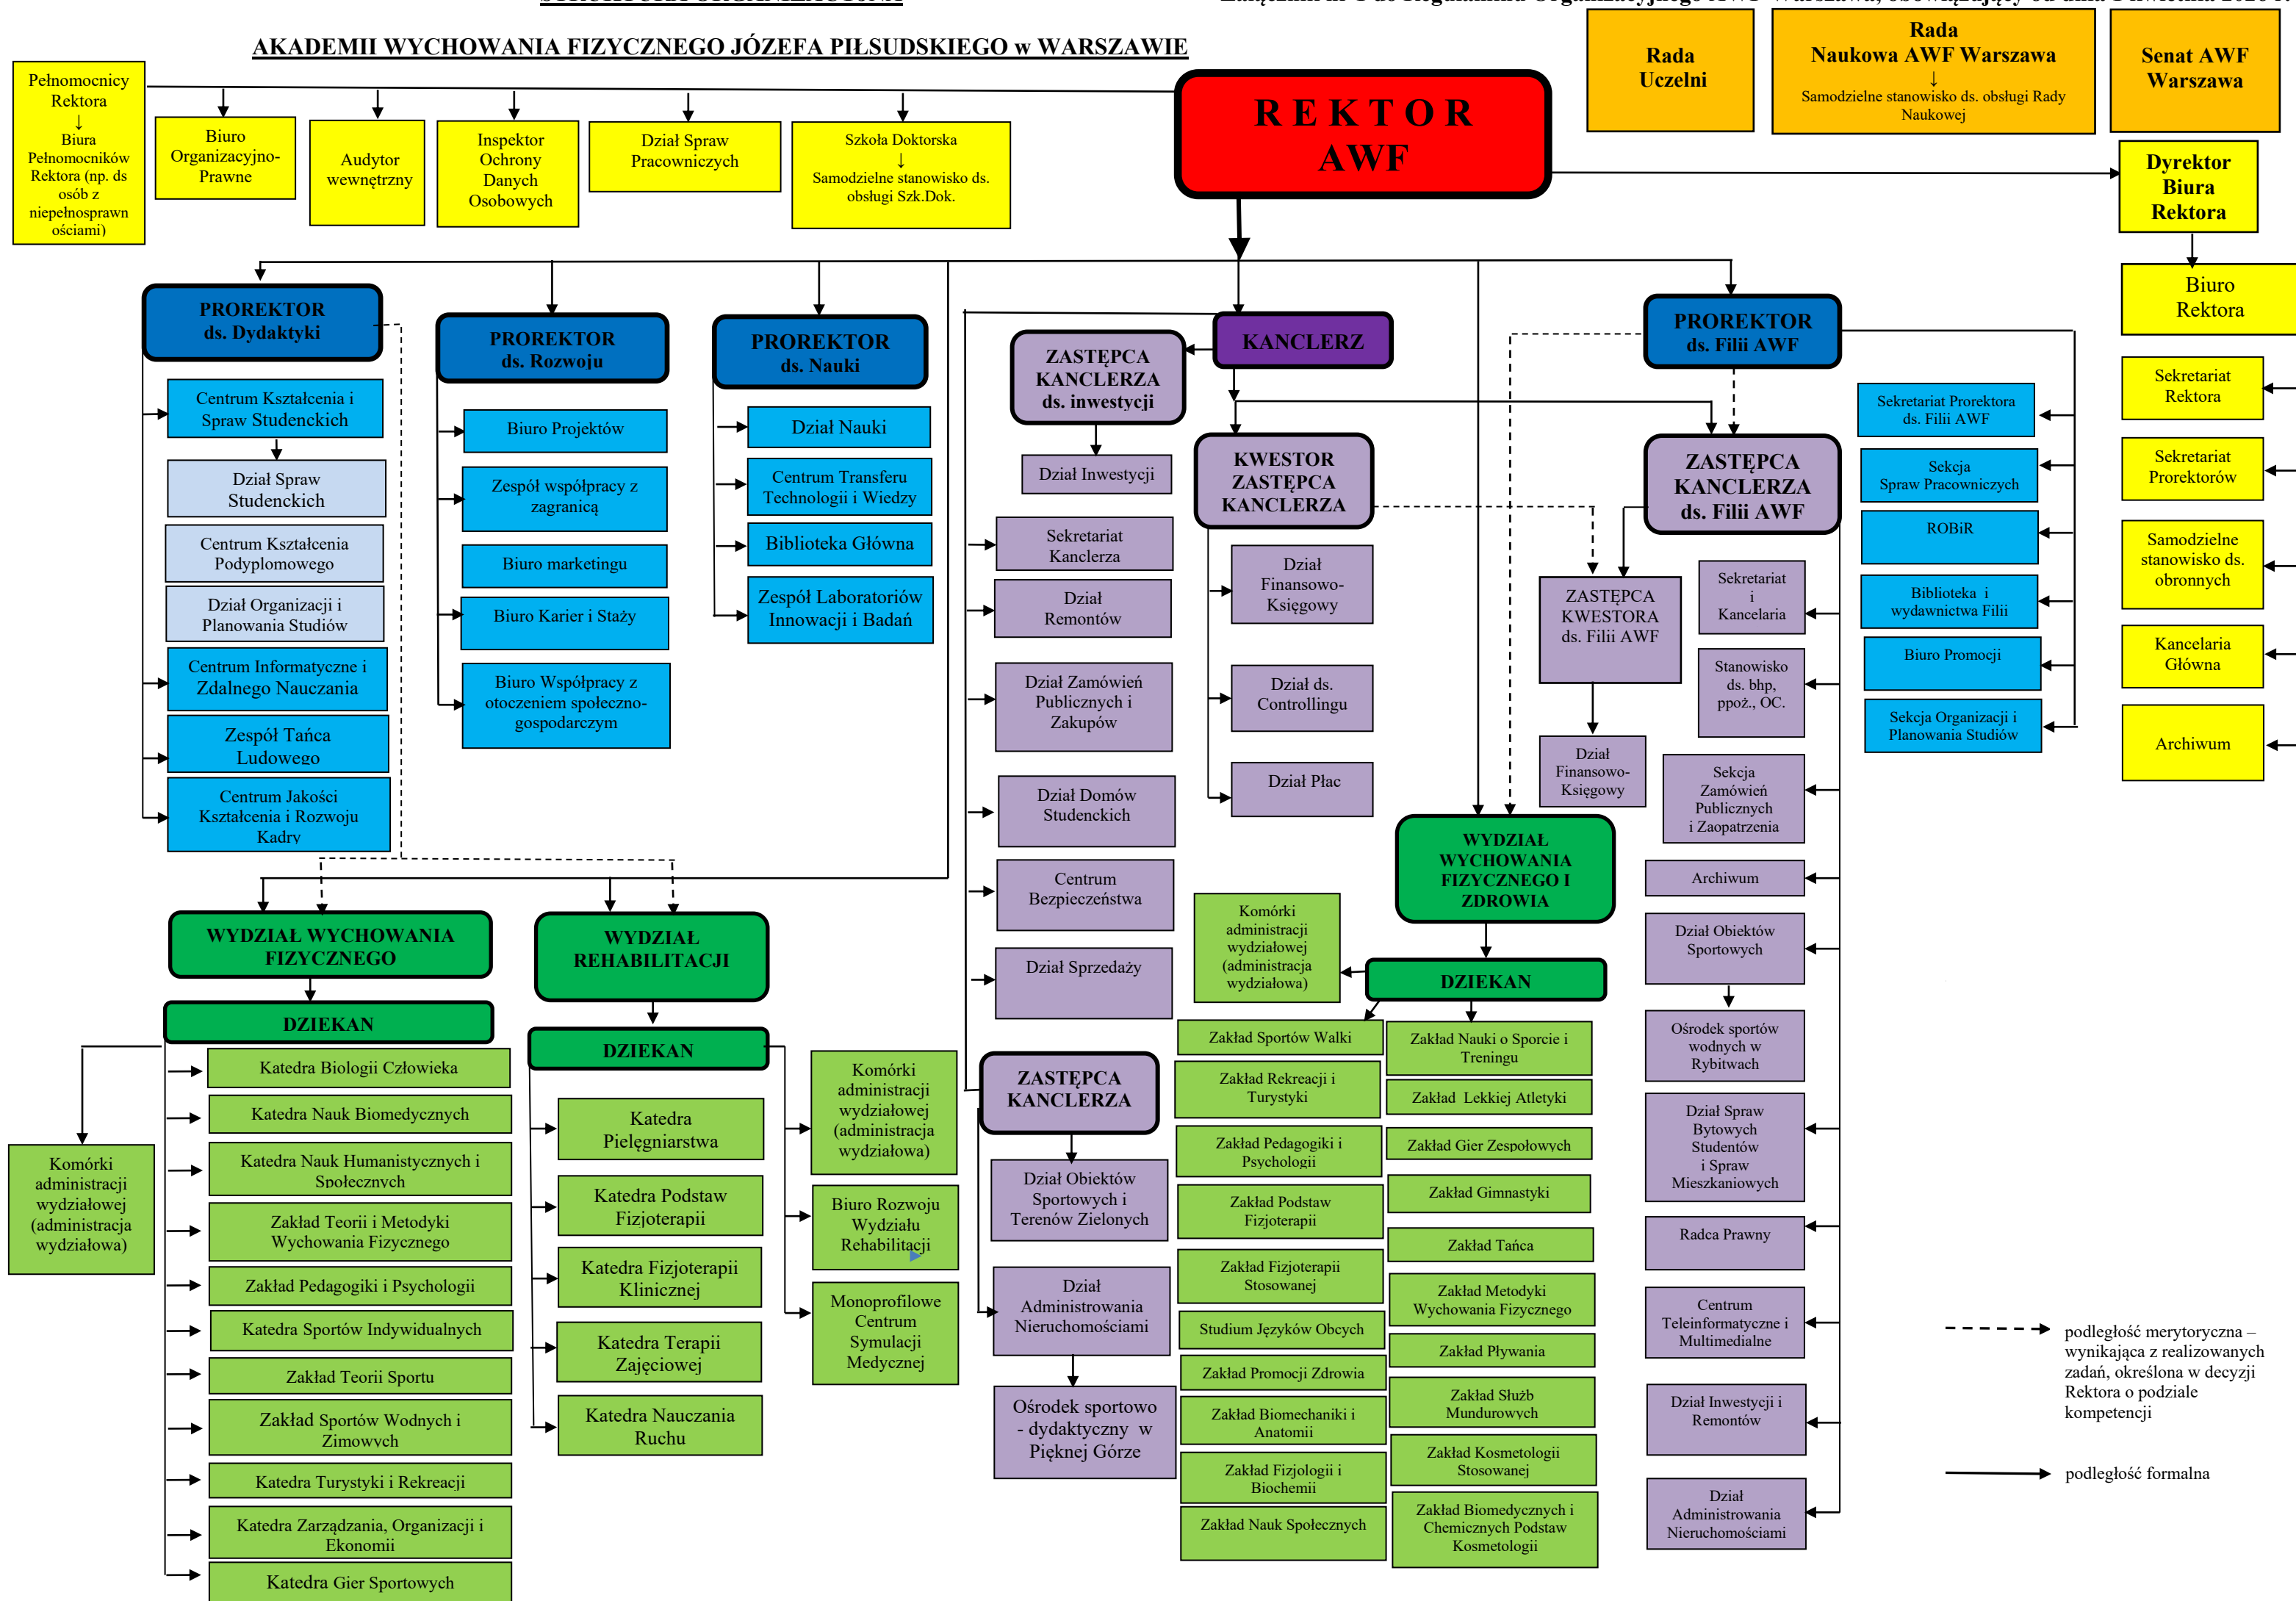 AKADEMII WYCHOWANIA FIZYCZNEGO JÓZEFA PIŁSUDSKIEGO w WARSZAWIE
Pełnomocnicy
Rektora
↓
Biura
Pełnomocników
Rektora (np. ds
osób z
niepełnosprawn
ościami)
Biuro
Organizacyjno-
Prawne
Audytor
wewnętrzny
Inspektor
Ochrony
Danych
Osobowych
Dział Spraw
Pracowniczych
Szkoła Doktorska
↓
Samodzielne stanowisko ds.
obsługi Szk.Dok.
R E K T O R
AWF
Rada
Uczelni
Rada
Naukowa AWF Warszawa
↓
Samodzielne stanowisko ds. obsługi Rady
Naukowej
Senat AWF
Warszawa
Dyrektor
Biura
Rektora
Biuro
Rektora
Sekretariat
Rektora
Sekretariat
Prorektorów
Samodzielne
stanowisko ds.
obronnych
Kancelaria
Główna
Archiwum
PROREKTOR
ds. Dydaktyki
Centrum Kształcenia i
Spraw Studenckich
Dział Spraw
Studenckich
Centrum Kształcenia
Podyplomowego
Dział Organizacji i
Planowania Studiów
Centrum Informatyczne i
Zdalnego Nauczania
Zespół Tańca
Ludowego
Centrum Jakości
Kształcenia i Rozwoju
Kadry
PROREKTOR
ds. Rozwoju
Biuro Projektów
Zespół współpracy z
zagranicą
Biuro marketingu
Biuro Karier i Staży
Biuro Współpracy z
otoczeniem społeczno-
gospodarczym
PROREKTOR
ds. Nauki
Dział Nauki
Centrum Transferu
Technologii i Wiedzy
Biblioteka Główna
Zespół Laboratoriów
Innowacji i Badań
KANCLERZ
ZASTĘPCA
KANCLERZA
ds. inwestycji
Dział Inwestycji
Sekretariat
Kanclerza
Dział
Remontów
Dział Zamówień
Publicznych i
Zakupów
Dział Domów
Studenckich
Centrum
Bezpieczeństwa
Dział Sprzedaży
ZASTĘPCA
KANCLERZA
Dział Obiektów
Sportowych i
Terenów Zielonych
Dział
Administrowania
Nieruchomościami
Ośrodek sportowo
- dydaktyczny w
Pięknej Górze
KWESTOR
ZASTĘPCA
KANCLERZA
Dział
Finansowo-
Księgowy
Dział ds.
Controllingu
Dział Płac
PROREKTOR
ds. Filii AWF
ZASTĘPCA
KANCLERZA
ds. Filii AWF
ZASTĘPCA
KWESTORA
ds. Filii AWF
Dział
Finansowo-
Księgowy
Sekretariat
i
Kancelaria
Stanowisko
ds. bhp,
ppoż., OC.
Sekcja
Zamówień
Publicznych
i Zaopatrzenia
Archiwum
Dział Obiektów
Sportowych
Ośrodek sportów
wodnych w
Rybitwach
Dział Spraw
Bytowych
Studentów
i Spraw
Mieszkaniowych
Radca Prawny
Centrum
Teleinformatyczne i
Multimedialne
Dział Inwestycji i
Remontów
Dział
Administrowania
Nieruchomościami
Sekretariat Prorektora
ds. Filii AWF
Sekcja
Spraw Pracowniczych
ROBiR
Biblioteka i
wydawnictwa Filii
Biuro Promocji
Sekcja Organizacji i
Planowania Studiów
WYDZIAŁ WYCHOWANIA
FIZYCZNEGO
DZIEKAN
Komórki
administracji
wydziałowej
(administracja
wydziałowa)
Katedra Biologii Człowieka
Katedra Nauk Biomedycznych
Katedra Nauk Humanistycznych i
Społecznych
Zakład Teorii i Metodyki
Wychowania Fizycznego
Zakład Pedagogiki i Psychologii
Katedra Sportów Indywidualnych
Zakład Teorii Sportu
Zakład Sportów Wodnych i
Zimowych
Katedra Turystyki i Rekreacji
Katedra Zarządzania, Organizacji i
Ekonomii
Katedra Gier Sportowych
WYDZIAŁ
REHABILITACJI
DZIEKAN
Katedra
Pielęgniarstwa
Katedra Podstaw
Fizjoterapii
Katedra Fizjoterapii
Klinicznej
Katedra Terapii
Zajęciowej
Katedra Nauczania
Ruchu
Komórki
administracji
wydziałowej
(administracja
wydziałowa)
Biuro Rozwoju
Wydziału
Rehabilitacji
Monoprofilowe
Centrum
Symulacji
Medycznej
WYDZIAŁ
WYCHOWANIA
FIZYCZNEGO I
ZDROWIA
DZIEKAN
Komórki
administracji
wydziałowej
(administracja
wydziałowa)
Zakład Sportów Walki
Zakład Rekreacji i
Turystyki
Zakład Pedagogiki i
Psychologii
Zakład Podstaw
Fizjoterapii
Zakład Fizjoterapii
Stosowanej
Studium Języków Obcych
Zakład Promocji Zdrowia
Zakład Biomechaniki i
Anatomii
Zakład Fizjologii i
Biochemii
Zakład Nauk Społecznych
Zakład Nauki o Sporcie i
Treningu
Zakład Lekkiej Atletyki
Zakład Gier Zespołowych
Zakład Gimnastyki
Zakład Tańca
Zakład Metodyki
Wychowania Fizycznego
Zakład Pływania
Zakład Służb
Mundurowych
Zakład Kosmetologii
Stosowanej
Zakład Biomedycznych i
Chemicznych Podstaw
Kosmetologii
podległość merytoryczna –
wynikająca z realizowanych
zadań, określona w decyzji
Rektora o podziale
kompetencji
podległość formalna